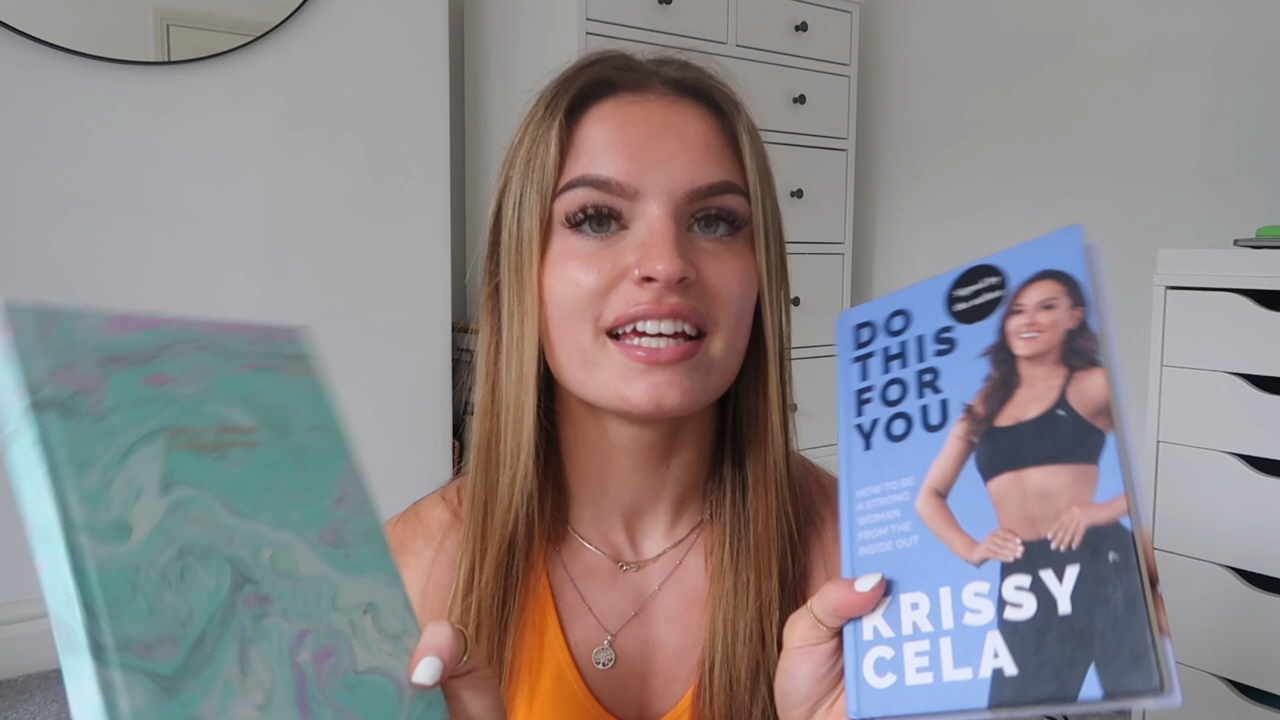 DO
THIS
FOR
YOU
HOW TO BE
A STRONG
WOMAN
FROM THE
INSIDE OUT
KRISSY
CELA